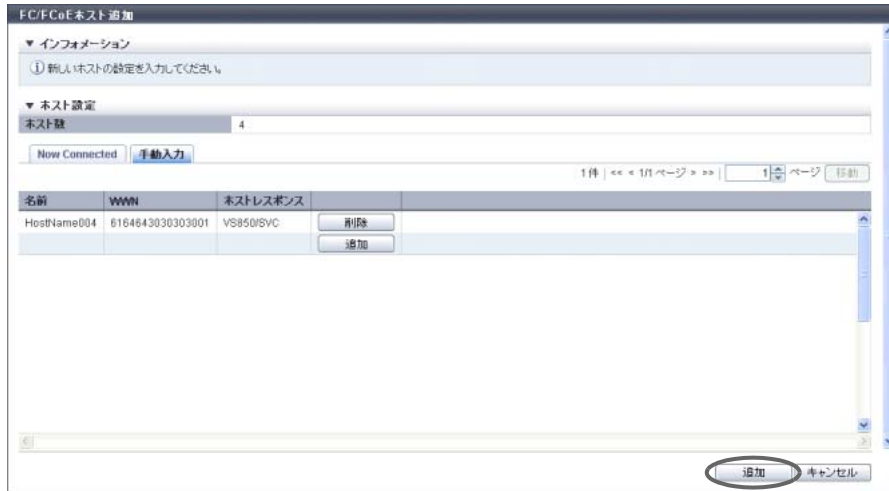 FC/FCoEホスト追加
▼ インフォメーション
ⓘ 新しいホストの設定を入力してください。
▼ ホスト設定
ホスト数 4
Now Connected 手動入力
1件 | << < 1/1 ページ > >> | 1 ページ 移動
名前 WWN ホストレスポンス
HostName004 6164643030303001 VS850/SVC 削除
追加
追加 キャンセル